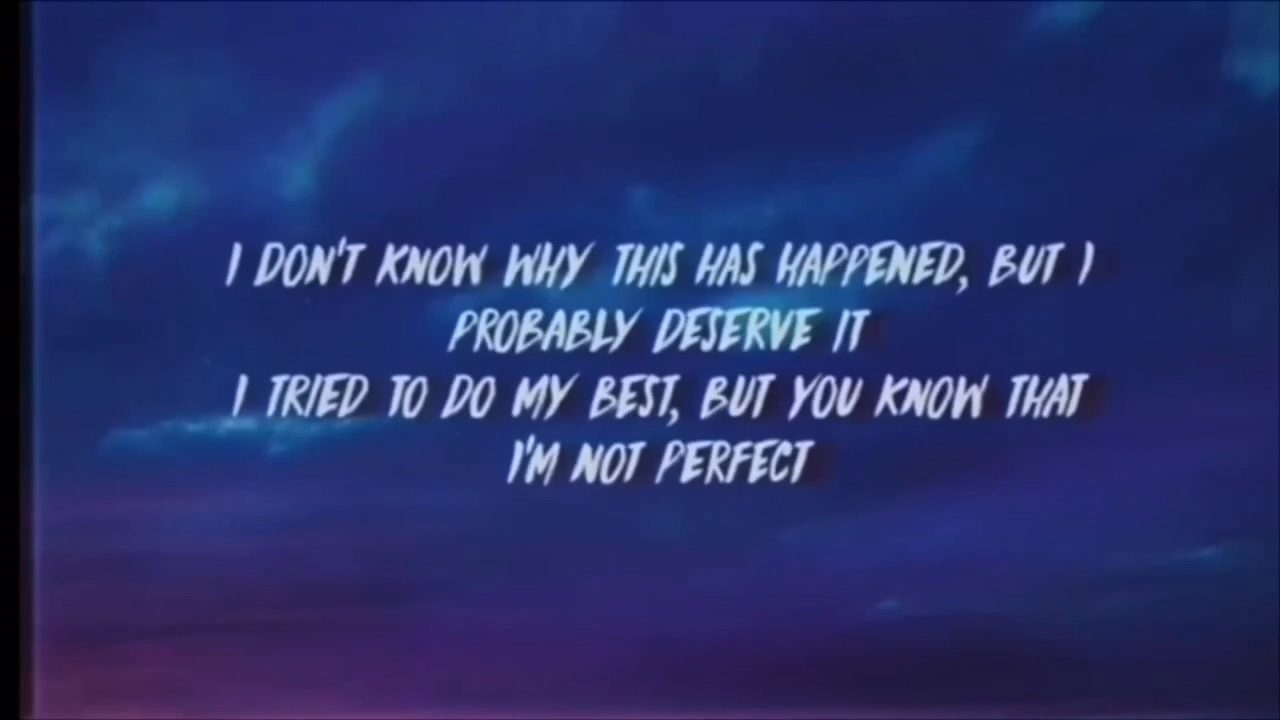 I DON'T KNOW WHY THIS HAS HAPPENED, BUT I
PROBABLY DESERVE IT
I TRIED TO DO MY BEST, BUT YOU KNOW THAT
I'M NOT PERFECT